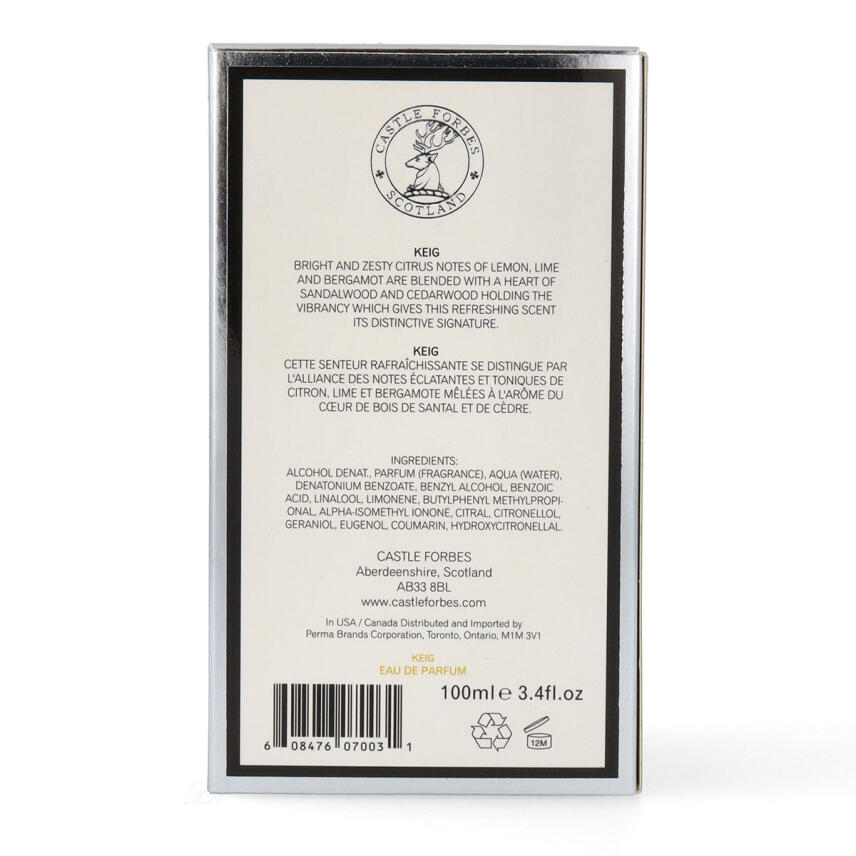 CASTLE FORBES
SCOTLAND
KEIG
BRIGHT AND ZESTY CITRUS NOTES OF LEMON, LIME
AND BERGAMOT ARE BLENDED WITH A HEART OF
SANDALWOOD AND CEDARWOOD HOLDING THE
VIBRANCY WHICH GIVES THIS REFRESHING SCENT
ITS DISTINCTIVE SIGNATURE.
KEIG
CETTE SENTEUR RAFRAÎCHISSANTE SE DISTINGUE PAR
L'ALLIANCE DES NOTES ÉCLATANTES ET TONIQUES DE
CITRON, LIME ET BERGAMOTE MÊLÉES À L'ARÔME DU
CŒUR DE BOIS DE SANTAL ET DE CÈDRE.
INGREDIENTS:
ALCOHOL DENAT., PARFUM (FRAGRANCE), AQUA (WATER),
DENATONIUM BENZOATE, BENZYL ALCOHOL, BENZOIC
ACID, LINALOOL, LIMONENE, BUTYLPHENYL METHYLPROPI-
ONAL, ALPHA-ISOMETHYL IONONE, CITRAL, CITRONELLOL,
GERANIOL, EUGENOL, COUMARIN, HYDROXYCITRONELLAL.
CASTLE FORBES
Aberdeenshire, Scotland
AB33 8BL
www.castleforbes.com
In USA / Canada Distributed and Imported by
Perma Brands Corporation, Toronto, Ontario, M1M 3V1
KEIG
EAU DE PARFUM
100ml e 3.4fl.oz
6 08476 07003 1
12M